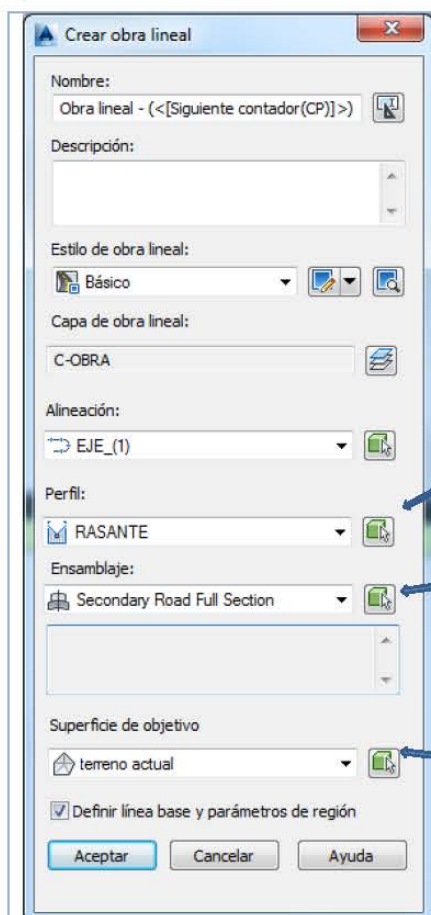 Crear obra lineal
Nombre:
Obra lineal - (<[Siguiente contador(CP)]>)
Descripción:
Estilo de obra lineal:
Básico
Capa de obra lineal:
C-OBRA
Alineación:
EJE_(1)
Perfil:
RASANTE
Ensamblaje:
Secondary Road Full Section
Superficie de objetivo
terreno actual
Definir línea base y parámetros de región
Aceptar Cancelar Ayuda